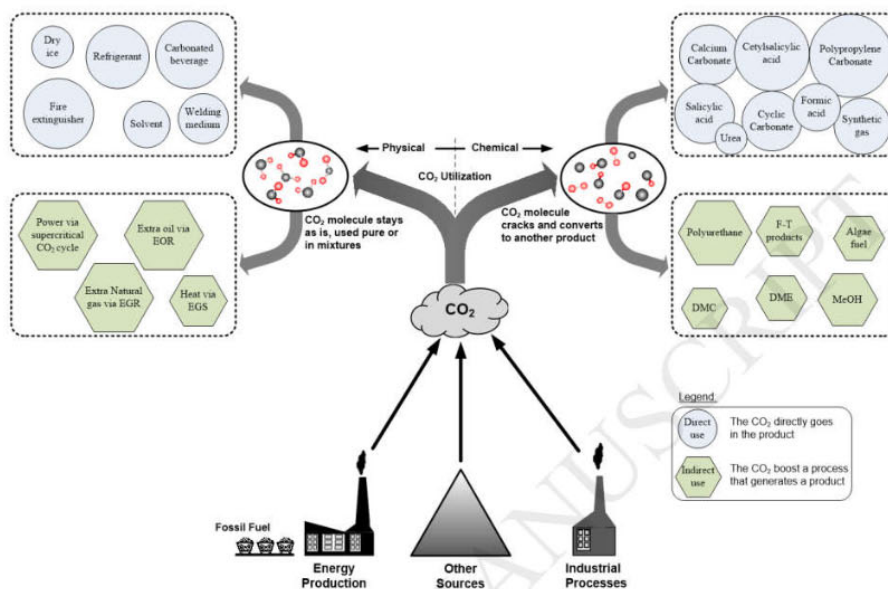 Dry
ice
Refrigerant
Carbonated
beverage
Fire
extinguisher
Solvent
Welding
medium
Calcium
Carbonate
Cetylsalicylic
acid
Polypropylene
Carbonate
Salicylic
acid
Urea
Cyclic
Carbonate
Formic
acid
Synthetic
gas
Physical
Chemical
CO2 Utilization
CO2 molecule stays
as is, used pure or
in mixtures
CO2 molecule
cracks and converts
to another product
Power via
supercritical
CO2 cycle
Extra oil via
EOR
Extra Natural
gas via EGR
Heat via
EGS
Polyurethane
F-T
products
Algae
fuel
DMC
DME
MeOH
CO2
Legend:
Direct
use
The CO2 directly goes
in the product
Indirect
use
The CO2 boost a process
that generates a product
Fossil Fuel
Energy
Production
Other
Sources
Industrial
Processes
ANUSCRIPT